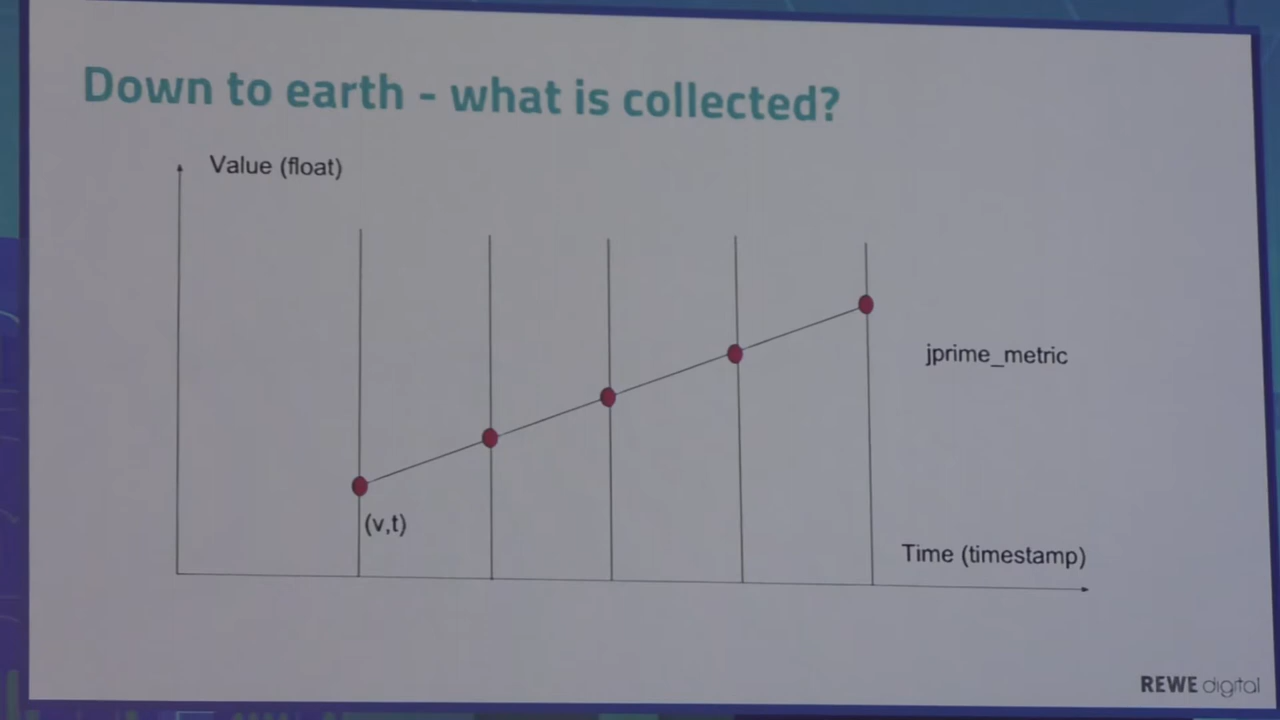 Down to earth - what is collected?
Value (float)
jprime_metric
(v,t)
Time (timestamp)
REWE digital